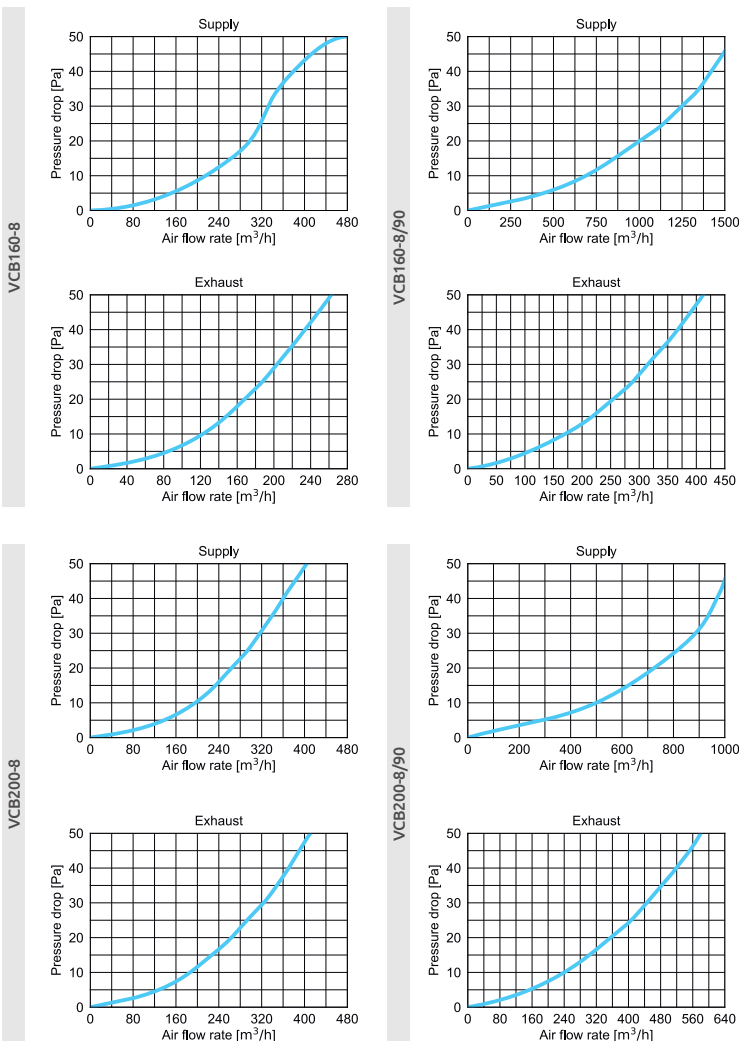 VCB160-8
Supply
Pressure drop [Pa]
50
40
30
20
10
0
0 80 160 240 320 400 480
Air flow rate [m³/h]
Exhaust
Pressure drop [Pa]
50
40
30
20
10
0
0 40 80 120 160 200 240 280
Air flow rate [m³/h]
VCB160-8/90
Supply
Pressure drop [Pa]
50
40
30
20
10
0
0 250 500 750 1000 1250 1500
Air flow rate [m³/h]
Exhaust
Pressure drop [Pa]
50
40
30
20
10
0
0 50 100 150 200 250 300 350 400 450
Air flow rate [m³/h]
VCB200-8
Supply
Pressure drop [Pa]
50
40
30
20
10
0
0 80 160 240 320 400 480
Air flow rate [m³/h]
Exhaust
Pressure drop [Pa]
50
40
30
20
10
0
0 80 160 240 320 400 480
Air flow rate [m³/h]
VCB200-8/90
Supply
Pressure drop [Pa]
50
40
30
20
10
0
0 200 400 600 800 1000
Air flow rate [m³/h]
Exhaust
Pressure drop [Pa]
50
40
30
20
10
0
0 80 160 240 320 400 480 560 640
Air flow rate [m³/h]